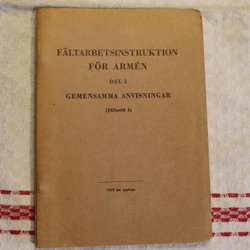 FÄLTARBETSINSTRUKTION
FÖR ARMÉN
DEL I
GEMENSAMMA ANVISNINGAR